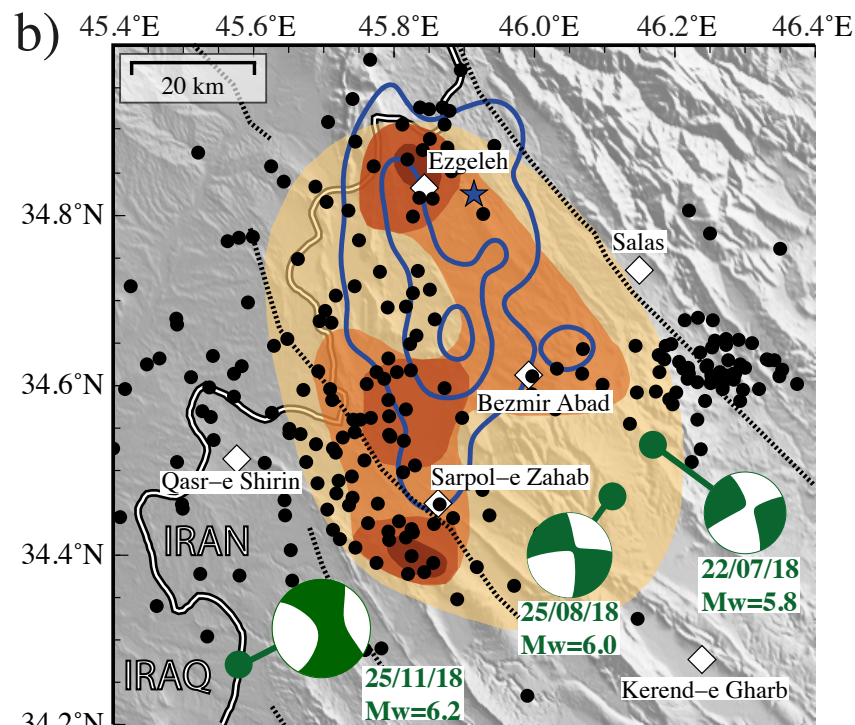 b)
45.4°E 45.6°E 45.8°E 46.0°E 46.2°E 46.4°E
20 km
Ezgeleh
34.8°N
Salas
34.6°N
Bezmir Abad
Sarpol−e Zahab
Qasr−e Shirin
IRAN
34.4°N
22/07/18
Mw=5.8
25/08/18
Mw=6.0
IRAQ
25/11/18
Mw=6.2
Kerend−e Gharb
34.2°N